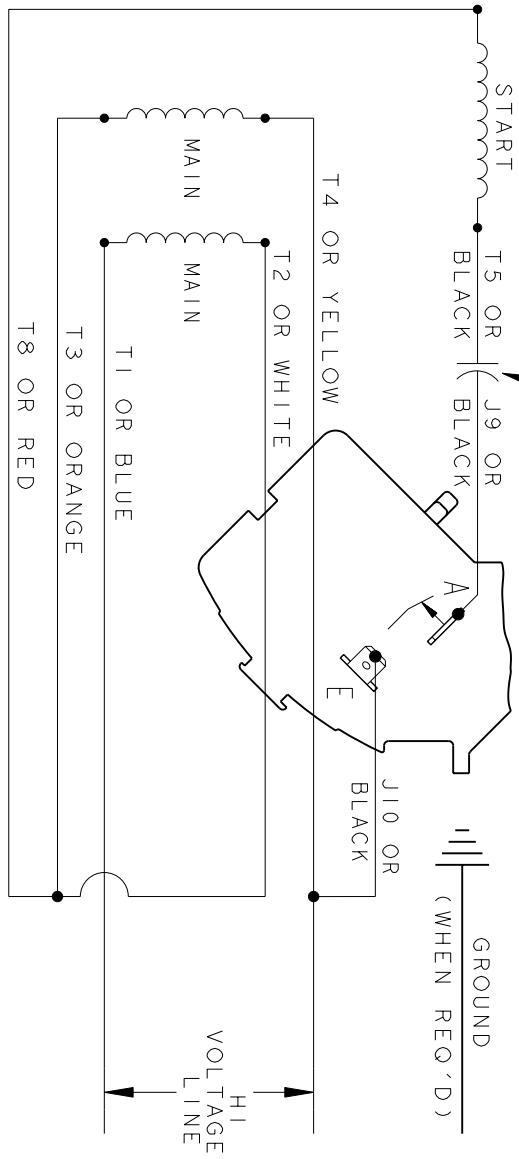 START
T5 OR
BLACK
J9 OR
BLACK
MAIN
MAIN
T4 OR YELLOW
T2 OR WHITE
T1 OR BLUE
T3 OR ORANGE
T8 OR RED
A
E
J10 OR
BLACK
GROUND
(WHEN REQ'D)
HI
VOLTAGE
LINE